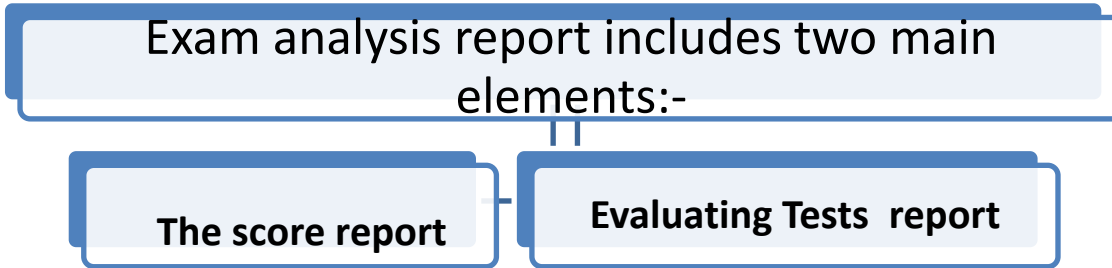 Exam analysis report includes two main
elements:-
The score report
Evaluating Tests  report